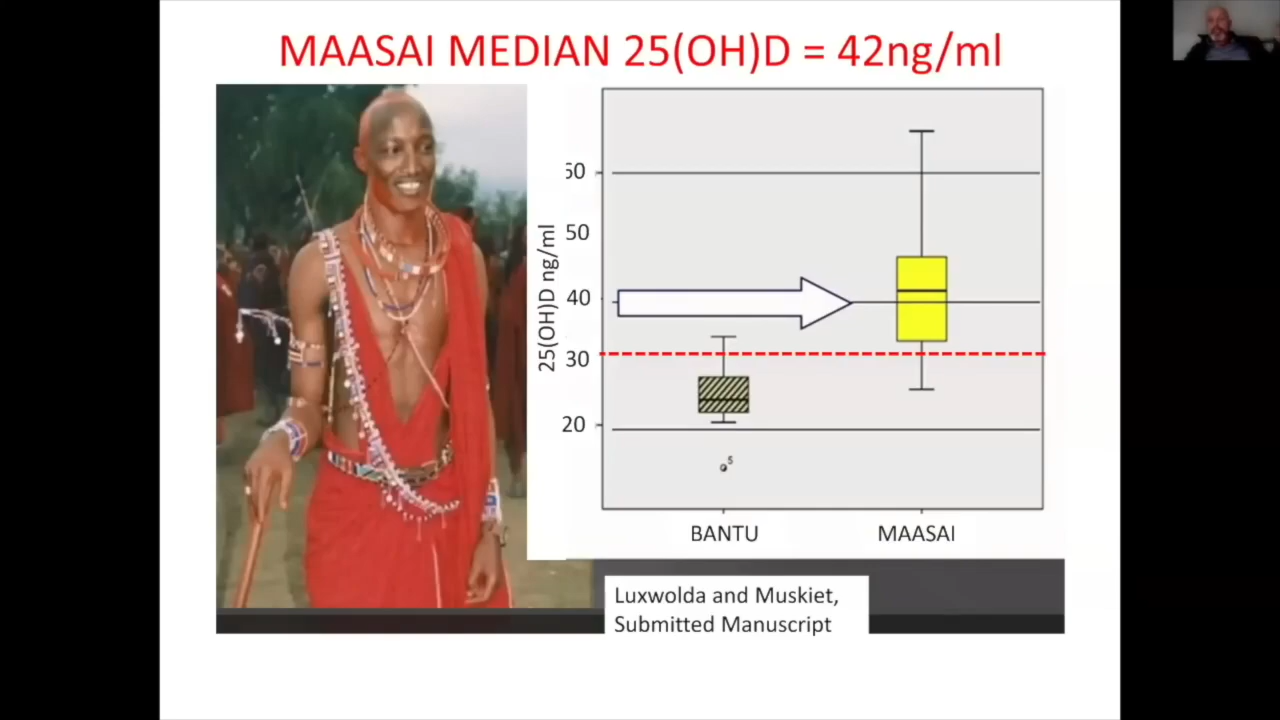 MAASAI MEDIAN 25(OH)D = 42ng/ml
25(OH)D ng/ml
60
50
40
30
20
5
BANTU
MAASAI
Luxwolda and Muskiet,
Submitted Manuscript